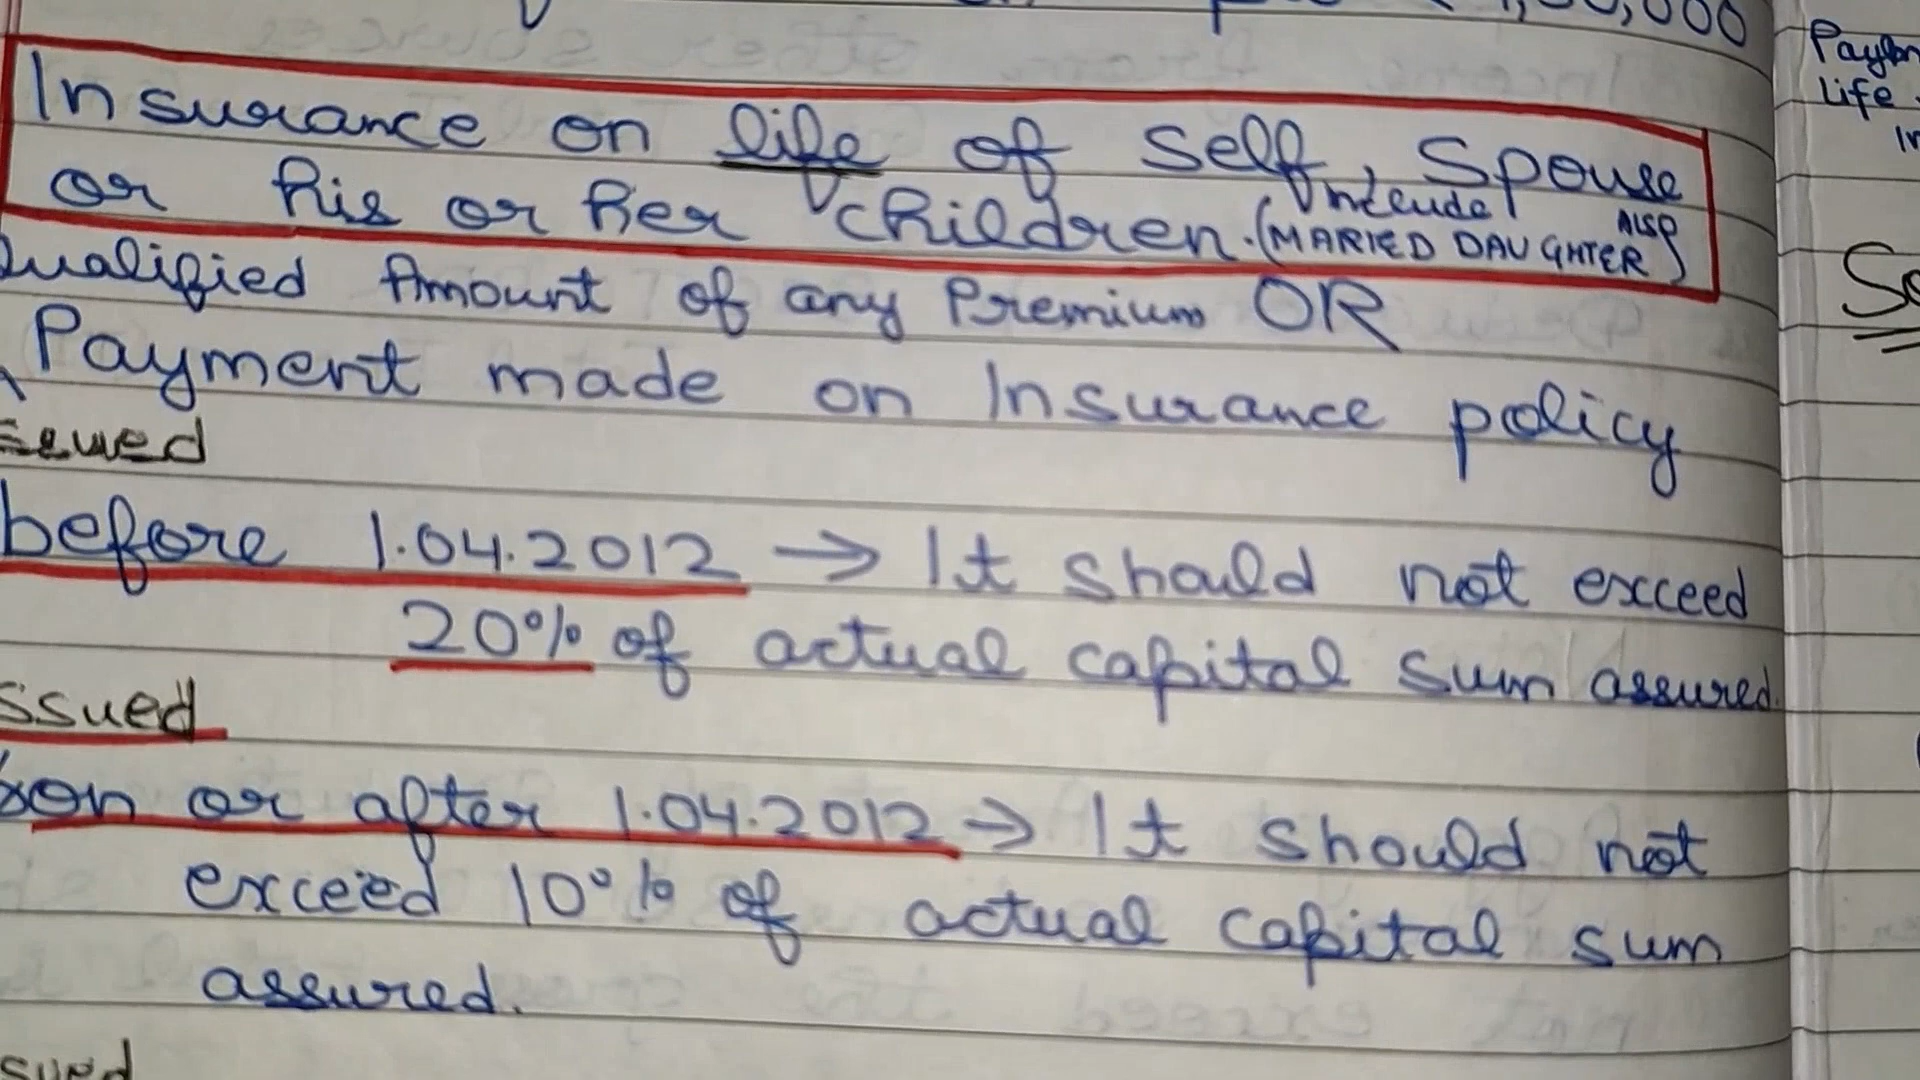 Insurance on life of self, Spouse
or his or her children. (MARIED DAUGHTER
include ALSO)
Qualified Amount of any Premium OR
Payment made on Insurance policy
before 1.04.2012 → It should not exceed
20% of actual capital sum assured.
ssued
on or after 1.04.2012 → It should not
exceed 10% of actual capital sum
assured.
sued
Life